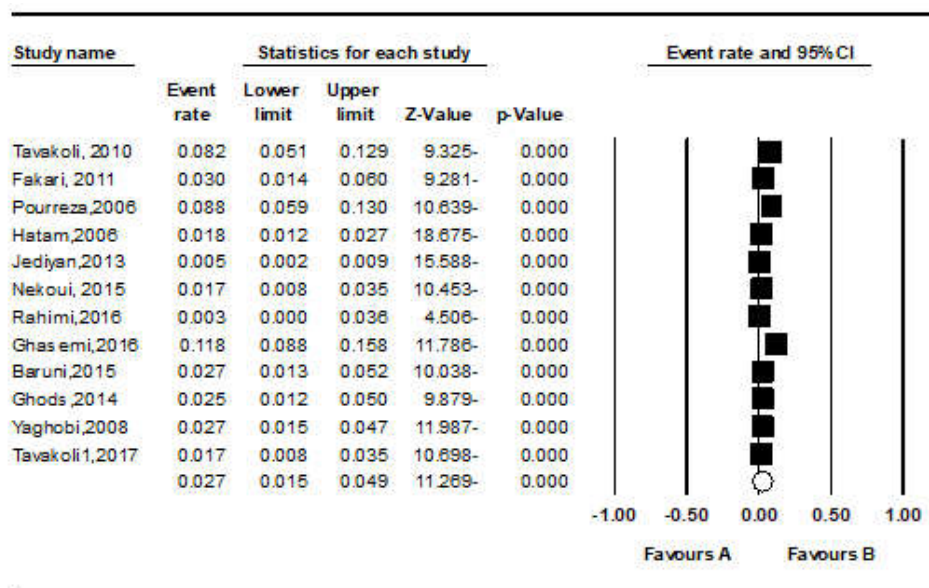 Study name Statistics for each study Event rate and 95% CI
Event Lower Upper
rate limit limit Z-Value p-Value
Tavakoli, 2010 0.082 0.051 0.129 9.325- 0.000
Fakari, 2011 0.030 0.014 0.060 9.281- 0.000
Pourreza,2006 0.088 0.059 0.130 10.639- 0.000
Hatam,2006 0.018 0.012 0.027 18.675- 0.000
Jediyan,2013 0.005 0.002 0.009 15.588- 0.000
Nekoui, 2015 0.017 0.008 0.035 10.453- 0.000
Rahimi,2016 0.003 0.000 0.036 4.506- 0.000
Ghasemi,2016 0.118 0.088 0.158 11.786- 0.000
Baruni,2015 0.027 0.013 0.052 10.038- 0.000
Ghods,2014 0.025 0.012 0.050 9.879- 0.000
Yaghobi,2008 0.027 0.015 0.047 11.987- 0.000
Tavakoli1,2017 0.017 0.008 0.035 10.698- 0.000
0.027 0.015 0.049 11.269- 0.000
-1.00 -0.50 0.00 0.50 1.00
Favours A Favours B